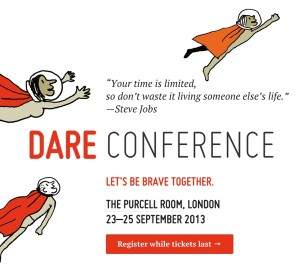 "Your time is limited,
so don't waste it living someone else's life."
—Steve Jobs
DARE CONFERENCE
LET'S BE BRAVE TOGETHER.
THE PURCELL ROOM, LONDON
23—25 SEPTEMBER 2013
Register while tickets last →